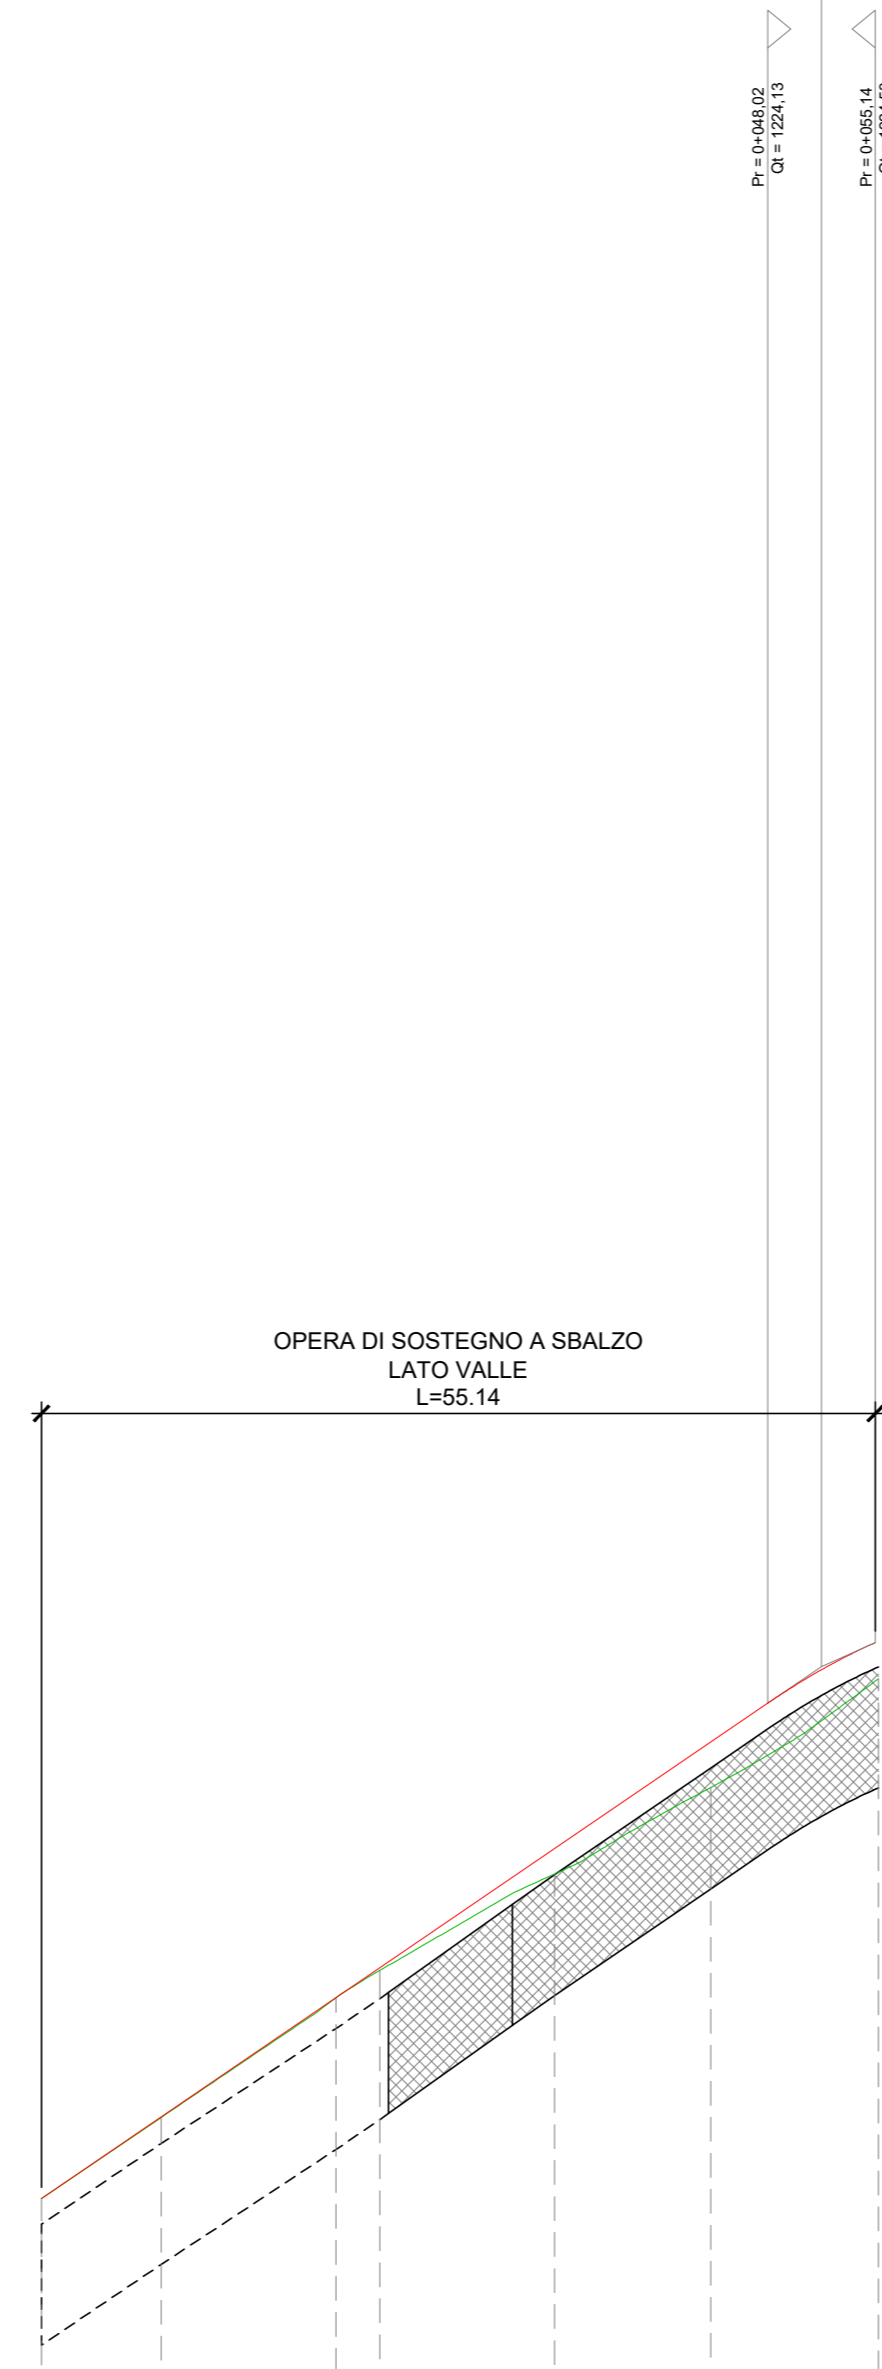 Pr = 0+048,02
Qt = 1224,13
Pr = 0+055,14
OPERA DI SOSTEGNO A SBALZO
LATO VALLE
L=55.14